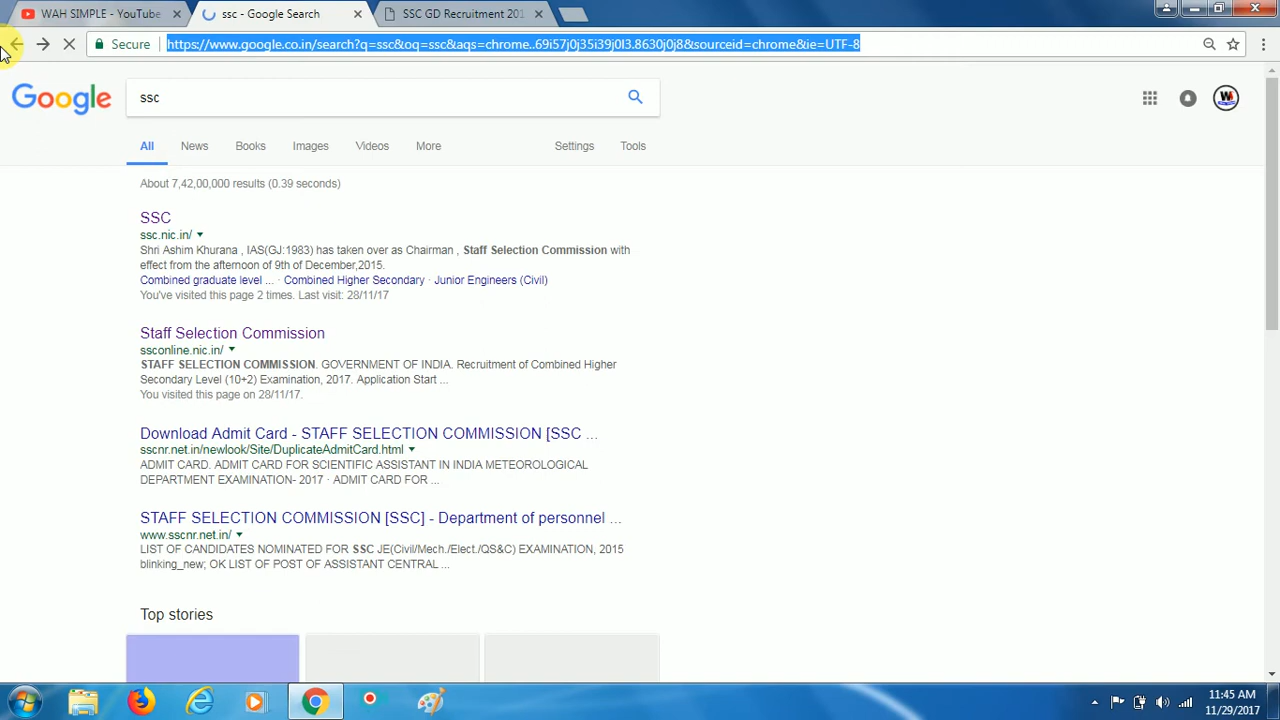 WAH SIMPLE - YouTube
ssc - Google Search
SSC GD Recruitment 201
Secure
https://www.google.co.in/search?q=ssc&oq=ssc&aqs=chrome..69i57j0j35i39j0l3.8630j0j8&sourceid=chrome&ie=UTF-8
Google
ssc
All News Books Images Videos More Settings Tools
About 7,42,00,000 results (0.39 seconds)
SSC
ssc.nic.in/
Shri Ashim Khurana , IAS(GJ:1983) has taken over as Chairman , Staff Selection Commission with
effect from the afternoon of 9th of December,2015.
Combined graduate level ... · Combined Higher Secondary · Junior Engineers (Civil)
You've visited this page 2 times. Last visit: 28/11/17
Staff Selection Commission
ssconline.nic.in/
STAFF SELECTION COMMISSION. GOVERNMENT OF INDIA. Recruitment of Combined Higher
Secondary Level (10+2) Examination, 2017. Application Start ...
You visited this page on 28/11/17.
Download Admit Card - STAFF SELECTION COMMISSION [SSC ...
sscnr.net.in/newlook/Site/DuplicateAdmitCard.html
ADMIT CARD. ADMIT CARD FOR SCIENTIFIC ASSISTANT IN INDIA METEOROLOGICAL
DEPARTMENT EXAMINATION- 2017 · ADMIT CARD FOR ...
STAFF SELECTION COMMISSION [SSC] - Department of personnel ...
www.sscnr.net.in/
LIST OF CANDIDATES NOMINATED FOR SSC JE(Civil/Mech./Elect./QS&C) EXAMINATION, 2015
blinking_new; OK LIST OF POST OF ASSISTANT CENTRAL ...
Top stories
11:45 AM
11/29/2017